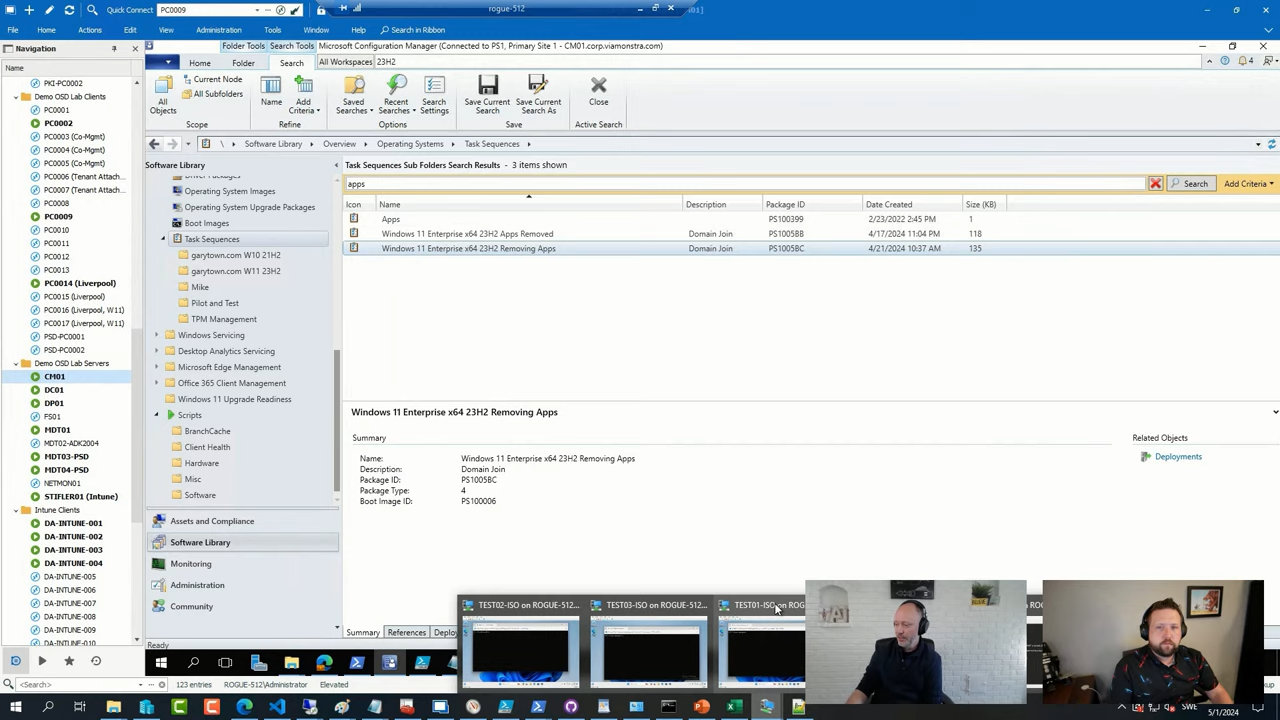 Quick Connect PC0009
rogue-512
File Home Actions Edit View Administration Tools Window Help Search in Ribbon
Navigation
Name
PKI-PC0002
Demo OSD Lab Clients
PC0001
PC0002
PC0003 (Co-Mgmt)
PC0004 (Co-Mgmt)
PC0005 (Co-Mgmt)
PC0006 (Tenant Attach...
PC0007 (Tenant Attach...
PC0008
PC0009
PC0010
PC0011
PC0012
PC0013
PC0014 (Liverpool)
PC0015 (Liverpool)
PC0016 (Liverpool, W11)
PC0017 (Liverpool, W11)
PSD-PC0001
PSD-PC0002
Demo OSD Lab Servers
CM01
DC01
DP01
FS01
MDT01
MDT02-ADK2004
MDT03-PSD
MDT04-PSD
NETMON01
STIFLER01 (Intune)
Intune Clients
DA-INTUNE-001
DA-INTUNE-002
DA-INTUNE-003
DA-INTUNE-004
DA-INTUNE-005
DA-INTUNE-006
DA-INTUNE-007
DA-INTUNE-008
DA-INTUNE-009
DA-INTUNE-010
<Search>
123 entries ROGUE-512\Administrator Elevated
Folder Tools Search Tools Microsoft Configuration Manager (Connected to PS1, Primary Site 1 - CM01.corp.viamonstra.com)
Home Folder Search All Workspaces 23H2
4
All Objects
Current Node
All Subfolders
Scope
Name
Add Criteria
Refine
Saved Searches
Recent Searches
Search Settings
Options
Save Current Search
Save Current Search As
Save
Close
Active Search
\ Software Library Overview Operating Systems Task Sequences
Software Library
Driver Packages
Operating System Images
Operating System Upgrade Packages
Boot Images
Task Sequences
garytown.com W10 21H2
garytown.com W11 23H2
Mike
Pilot and Test
TPM Management
Windows Servicing
Desktop Analytics Servicing
Microsoft Edge Management
Office 365 Client Management
Windows 11 Upgrade Readiness
Scripts
BranchCache
Client Health
Hardware
Misc
Software
Assets and Compliance
Software Library
Monitoring
Administration
Community
Ready
Task Sequences Sub Folders Search Results - 3 items shown
apps Search Add Criteria
Icon Name Description Package ID Date Created Size (KB)
Apps PS100399 2/23/2022 2:45 PM 1
Windows 11 Enterprise x64 23H2 Apps Removed Domain Join PS1005BB 4/17/2024 11:04 PM 118
Windows 11 Enterprise x64 23H2 Removing Apps Domain Join PS1005BC 4/21/2024 10:37 AM 135
Windows 11 Enterprise x64 23H2 Removing Apps
Summary
Name: Windows 11 Enterprise x64 23H2 Removing Apps
Description: Domain Join
Package ID: PS1005BC
Package Type: 4
Boot Image ID: PS100006
Related Objects
Deployments
Summary References Deploy
TEST02-ISO on ROGUE-512...
TEST03-ISO on ROGUE-512...
TEST01-ISO on ROG
SWE
5/1/2024